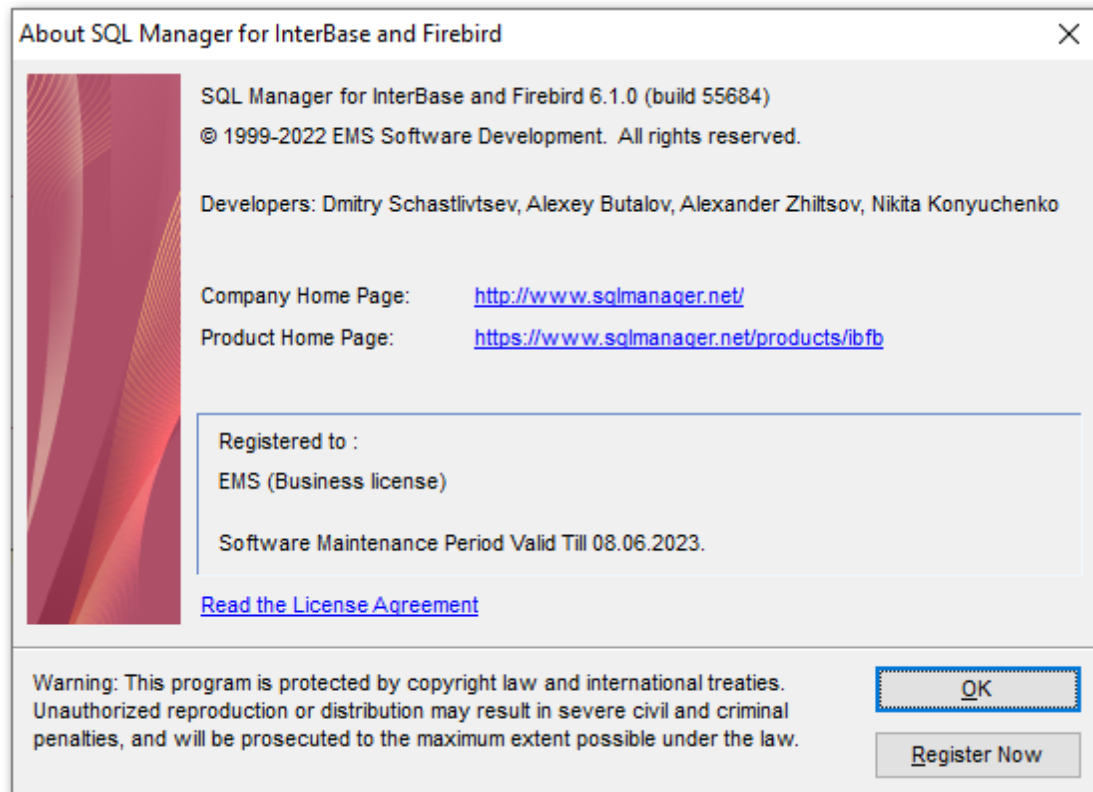 About SQL Manager for InterBase and Firebird
SQL Manager for InterBase and Firebird 6.1.0 (build 55684)
© 1999-2022 EMS Software Development. All rights reserved.
Developers: Dmitry Schastlivtsev, Alexey Butalov, Alexander Zhiltsov, Nikita Konyuchenko
Company Home Page: http://www.sqlmanager.net/
Product Home Page: https://www.sqlmanager.net/products/ibfb
Registered to :
EMS (Business license)
Software Maintenance Period Valid Till 08.06.2023.
Read the License Agreement
Warning: This program is protected by copyright law and international treaties.
Unauthorized reproduction or distribution may result in severe civil and criminal
penalties, and will be prosecuted to the maximum extent possible under the law.
OK
Register Now